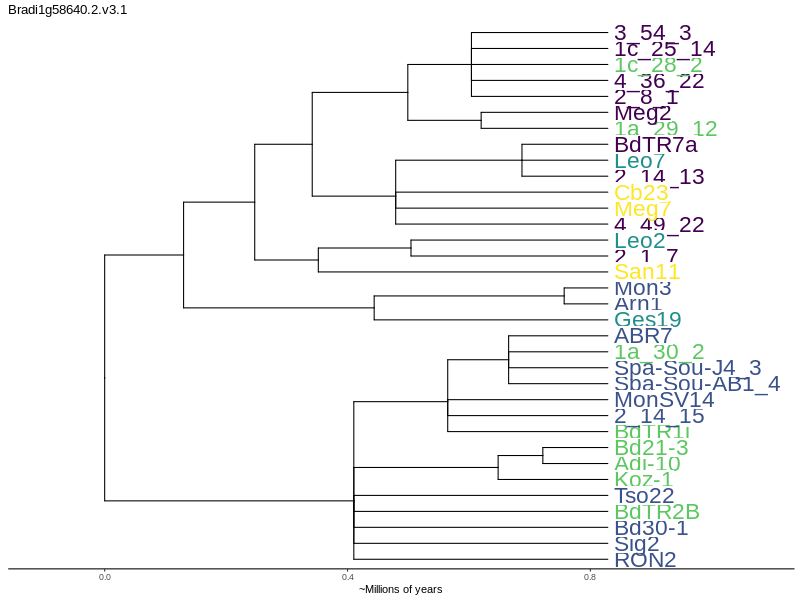 Bradi1g58640.2.v3.1
3_54_3
1c_25_14
1c_28_2
4_36_22
2_8_1
Meg2
1a_29_12
BdTR7a
Leo7
2_14_13
Cb23
Meg7
4_49_22
Leo2
2_1_7
San11
Mon3
Arn1
Ges19
ABR7
1a_30_2
Spa-Sou-J4_3
Sba-Sou-AB1_4
MonSV14
2_14_15
BdTR1i
Bd21-3
Adi-10
Koz-1
Tso22
BdTR2B
Bd30-1
Sig2
RON2
0.0 0.4 0.8
~Millions of years